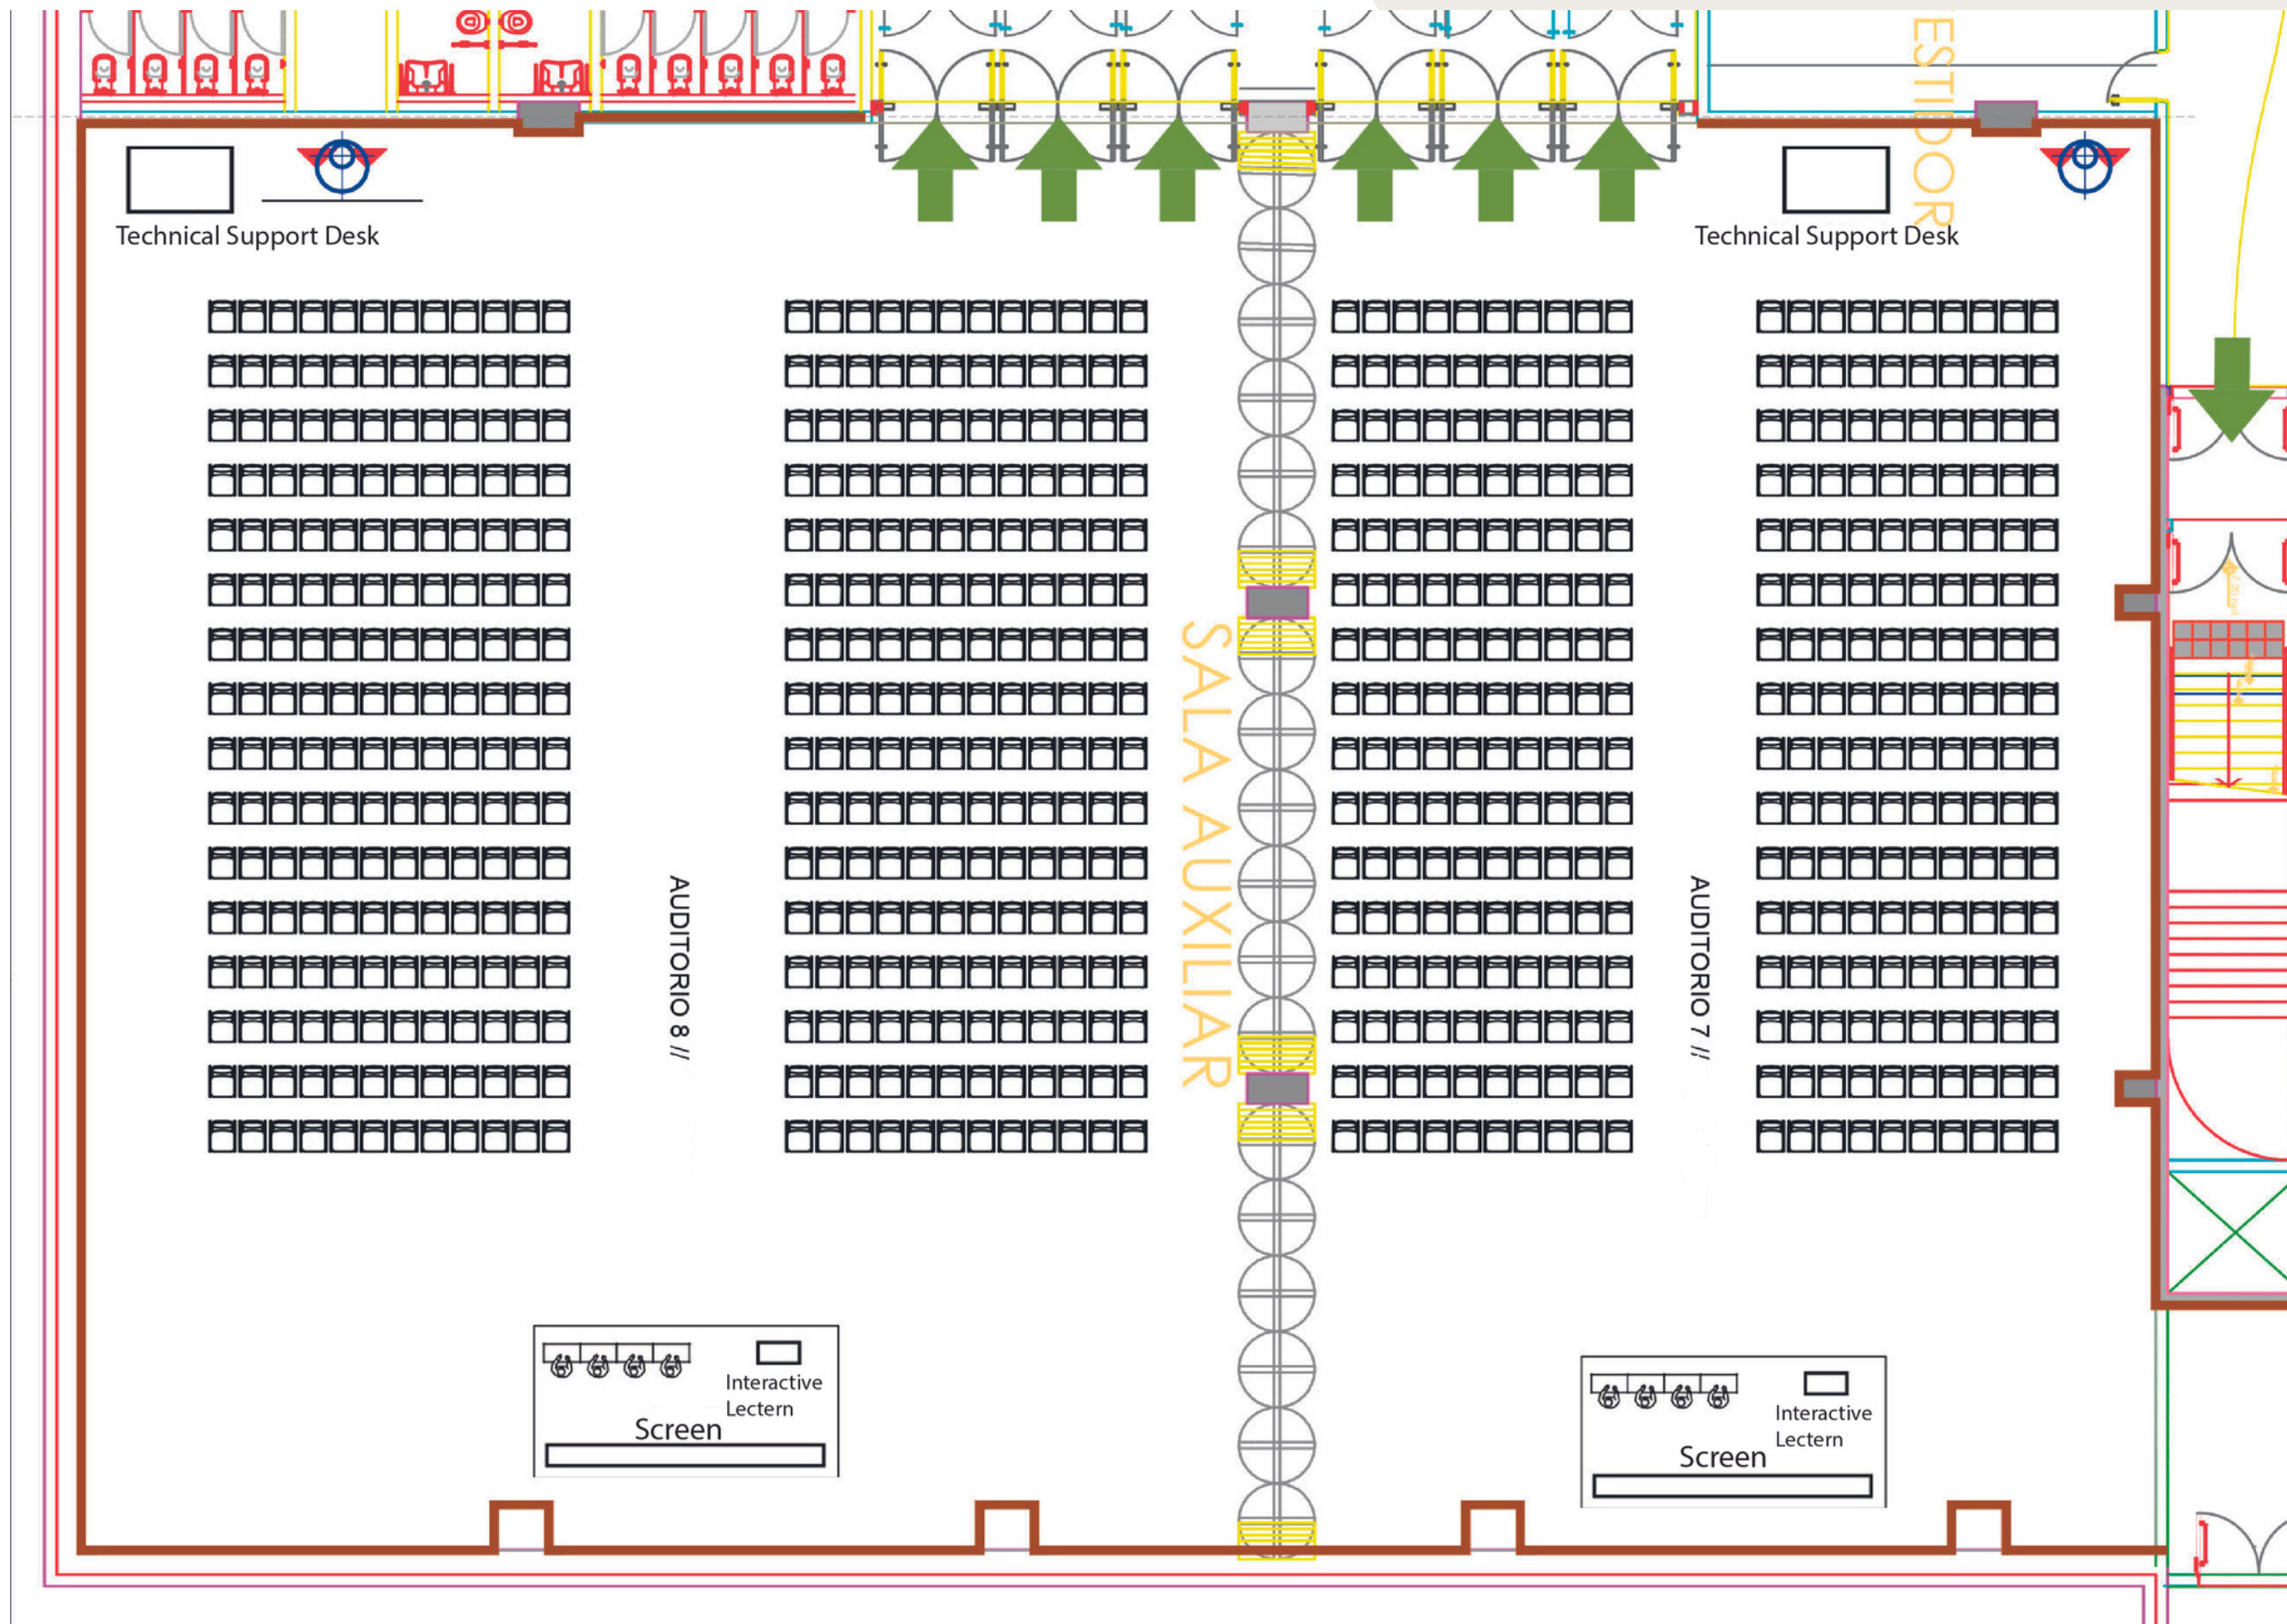 ESTIDOR
Technical Support Desk
Technical Support Desk
SALA AUXILIAR
AUDITORIO 8 //
AUDITORIO 7 //
Interactive
Lectern
Screen
Interactive
Lectern
Screen